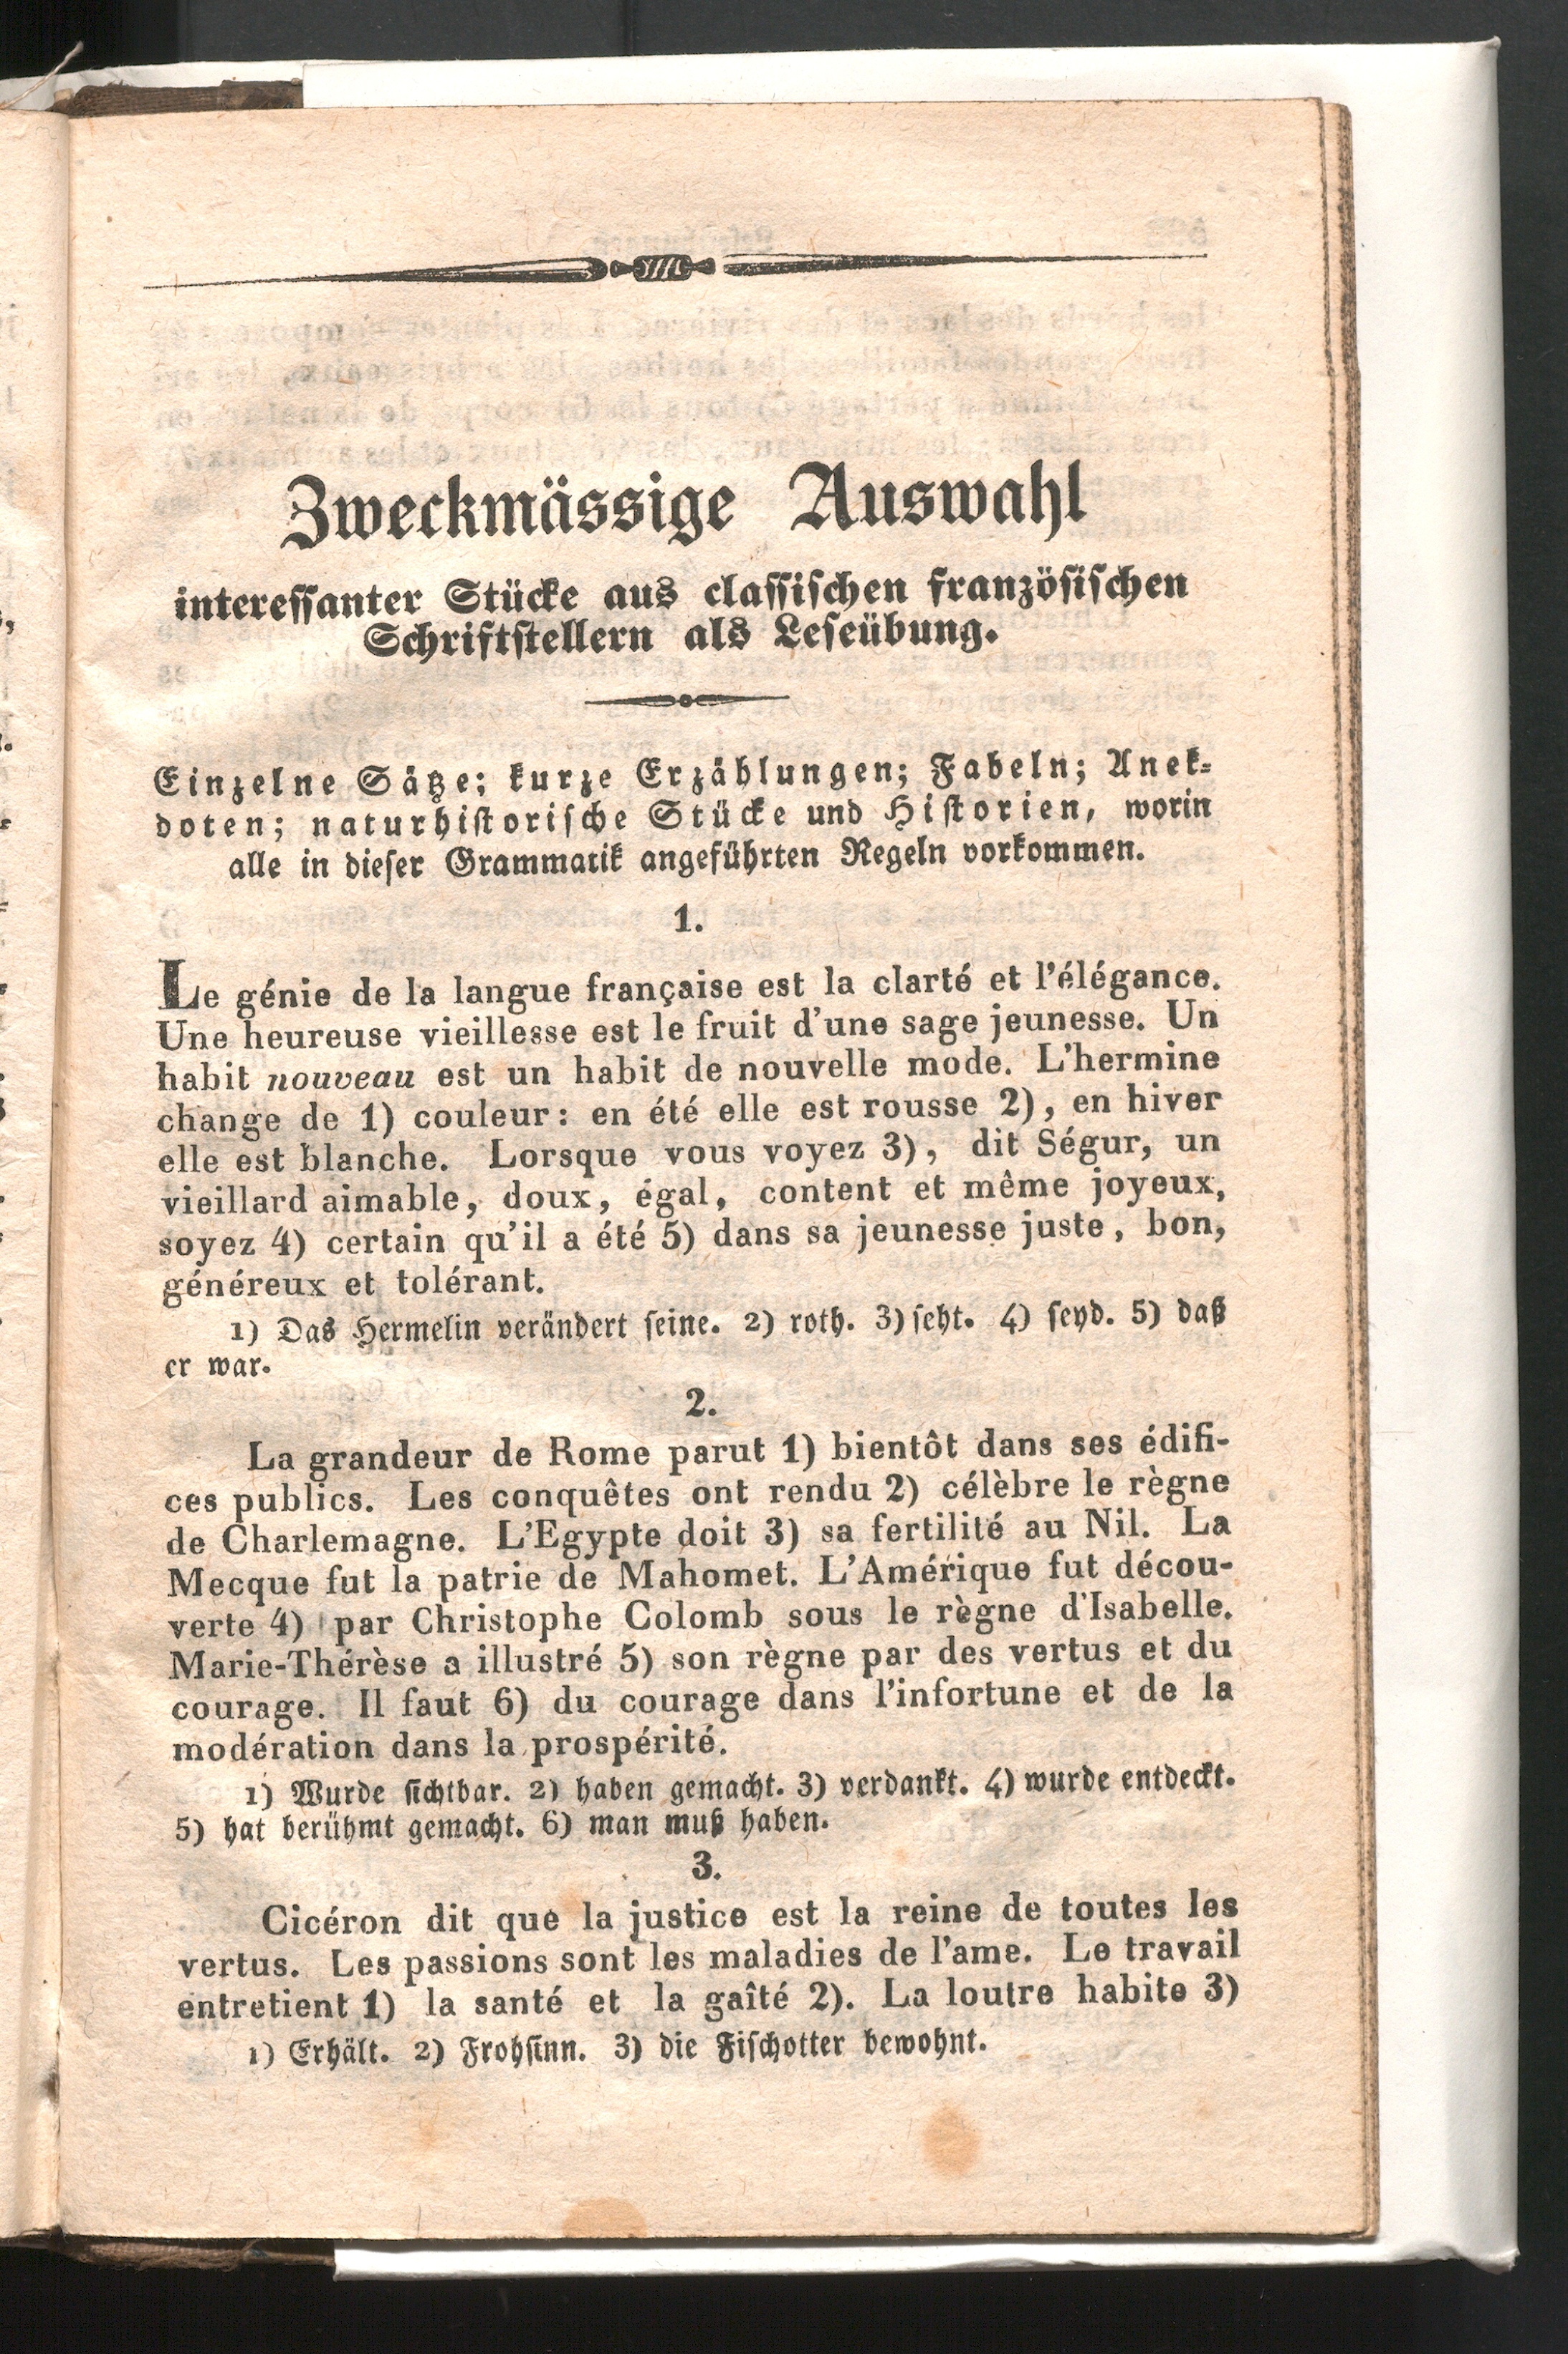 Zweckmässige Auswahl
interessanter Stücke aus classischen französischen
Schriftstellern als Leseübung.
Einzelne Sätze; kurze Erzählungen; Fabeln; Anek-
doten; naturhistorische Stücke und Historien, worin
alle in dieser Grammatik angeführten Regeln vorkommen.
1.
Le génie de la langue française est la clarté et l'élégance.
Une heureuse vieillesse est le fruit d'une sage jeunesse. Un
habit nouveau est un habit de nouvelle mode. L'hermine
change de 1) couleur: en été elle est rousse 2), en hiver
elle est blanche. Lorsque vous voyez 3), dit Ségur, un
vieillard aimable, doux, égal, content et même joyeux,
soyez 4) certain qu'il a été 5) dans sa jeunesse juste, bon,
généreux et tolérant.
1) Das Hermelin verändert seine. 2) roth. 3) seht. 4) seyd. 5) daß
er war.
2.
La grandeur de Rome parut 1) bientôt dans ses édifi-
ces publics. Les conquêtes ont rendu 2) célèbre le règne
de Charlemagne. L'Egypte doit 3) sa fertilité au Nil. La
Mecque fut la patrie de Mahomet. L'Amérique fut décou-
verte 4) par Christophe Colomb sous le règne d'Isabelle.
Marie-Thérèse a illustré 5) son règne par des vertus et du
courage. Il faut 6) du courage dans l'infortune et de la
modération dans la prospérité.
1) Wurde sichtbar. 2) haben gemacht. 3) verdankt. 4) wurde entdeckt.
5) hat berühmt gemacht. 6) man muß haben.
3.
Cicéron dit que la justice est la reine de toutes les
vertus. Les passions sont les maladies de l'ame. Le travail
entretient 1) la santé et la gaîté 2). La loutre habite 3)
1) Erhält. 2) Frohsinn. 3) die Fischotter bewohnt.